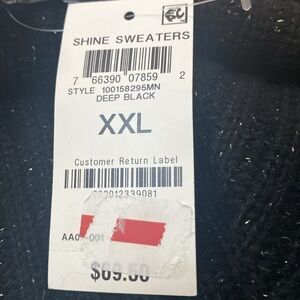 SHINE SWEATERS
7 66390 07859 2
STYLE 100158295MN
DEEP BLACK
XXL
Customer Return Label
$69.50